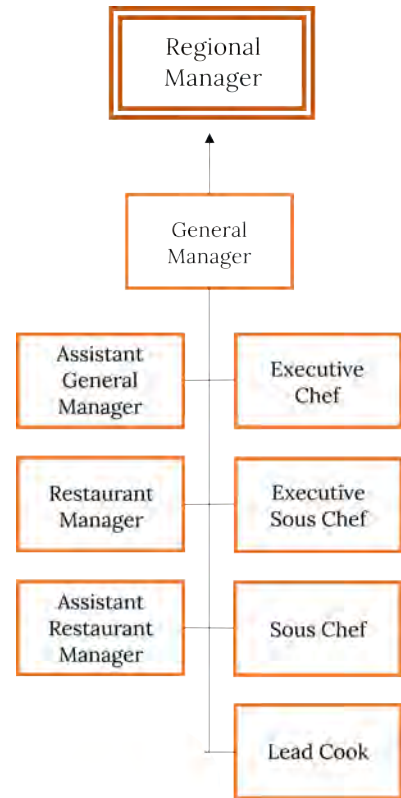 Regional
Manager
General
Manager
Assistant
General
Manager
Executive
Chef
Restaurant
Manager
Executive
Sous Chef
Assistant
Restaurant
Manager
Sous Chef
Lead Cook